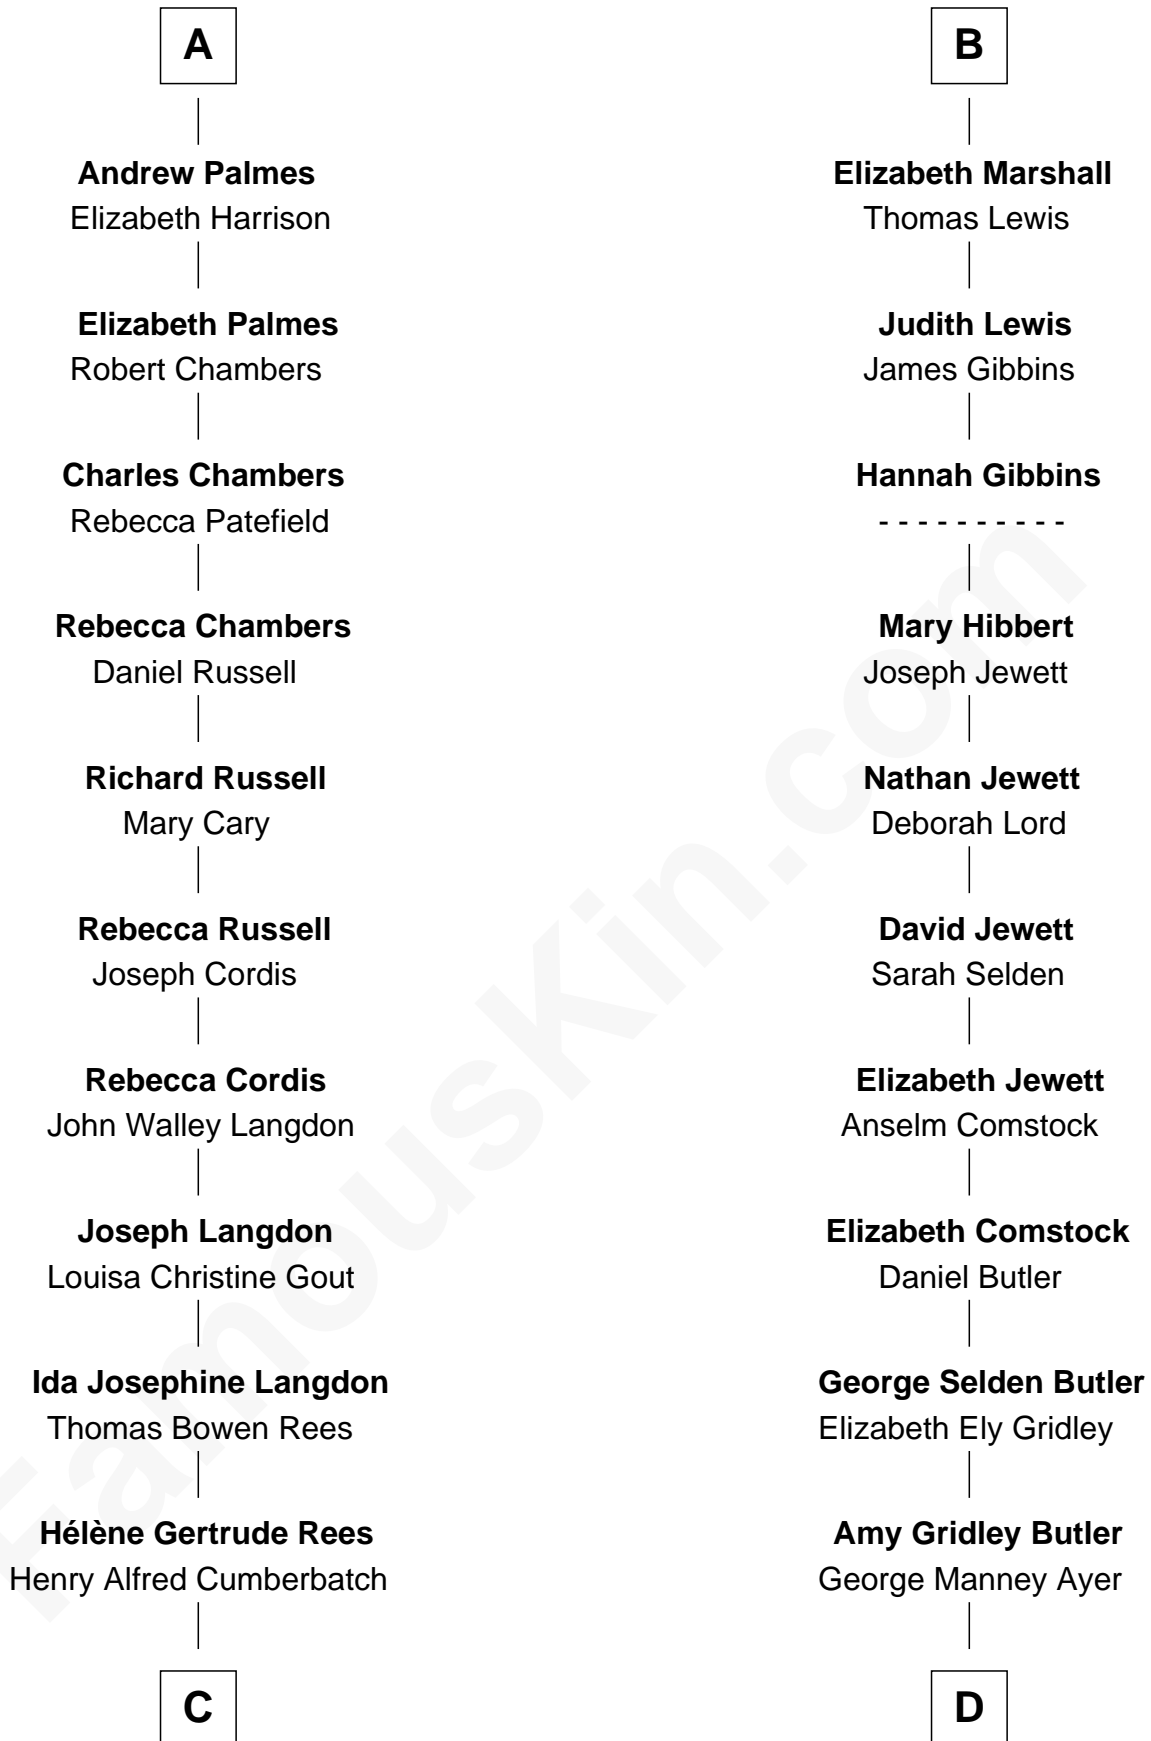 A
Andrew Palmes
Elizabeth Harrison
Elizabeth Palmes
Robert Chambers
Charles Chambers
Rebecca Patefield
Rebecca Chambers
Daniel Russell
Richard Russell
Mary Cary
Rebecca Russell
Joseph Cordis
Rebecca Cordis
John Walley Langdon
Joseph Langdon
Louisa Christine Gout
Ida Josephine Langdon
Thomas Bowen Rees
Hélène Gertrude Rees
Henry Alfred Cumberbatch
C
B
Elizabeth Marshall
Thomas Lewis
Judith Lewis
James Gibbins
Hannah Gibbins
- - - - - - - - - -
Mary Hibbert
Joseph Jewett
Nathan Jewett
Deborah Lord
David Jewett
Sarah Selden
Elizabeth Jewett
Anselm Comstock
Elizabeth Comstock
Daniel Butler
George Selden Butler
Elizabeth Ely Gridley
Amy Gridley Butler
George Manney Ayer
D
FamousKin.com